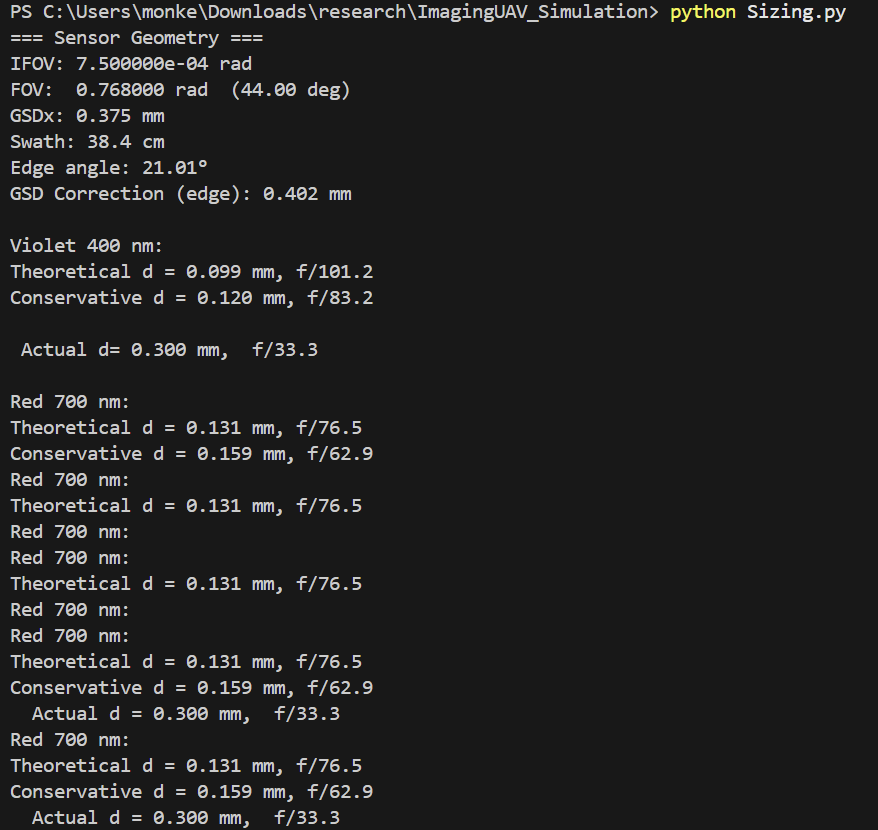 PS C:\Users\monke\Downloads\research\ImagingUAV_Simulation> python Sizing.py
=== Sensor Geometry ===
IFOV: 7.500000e-04 rad
FOV:  0.768000 rad  (44.00 deg)
GSDx: 0.375 mm
Swath: 38.4 cm
Edge angle: 21.01°
GSD Correction (edge): 0.402 mm
Violet 400 nm:
Theoretical d = 0.099 mm, f/101.2
Conservative d = 0.120 mm, f/83.2
Actual d= 0.300 mm,  f/33.3
Red 700 nm:
Theoretical d = 0.131 mm, f/76.5
Conservative d = 0.159 mm, f/62.9
Red 700 nm:
Theoretical d = 0.131 mm, f/76.5
Red 700 nm:
Red 700 nm:
Theoretical d = 0.131 mm, f/76.5
Red 700 nm:
Red 700 nm:
Theoretical d = 0.131 mm, f/76.5
Conservative d = 0.159 mm, f/62.9
Actual d = 0.300 mm,  f/33.3
Red 700 nm:
Theoretical d = 0.131 mm, f/76.5
Conservative d = 0.159 mm, f/62.9
Actual d = 0.300 mm,  f/33.3